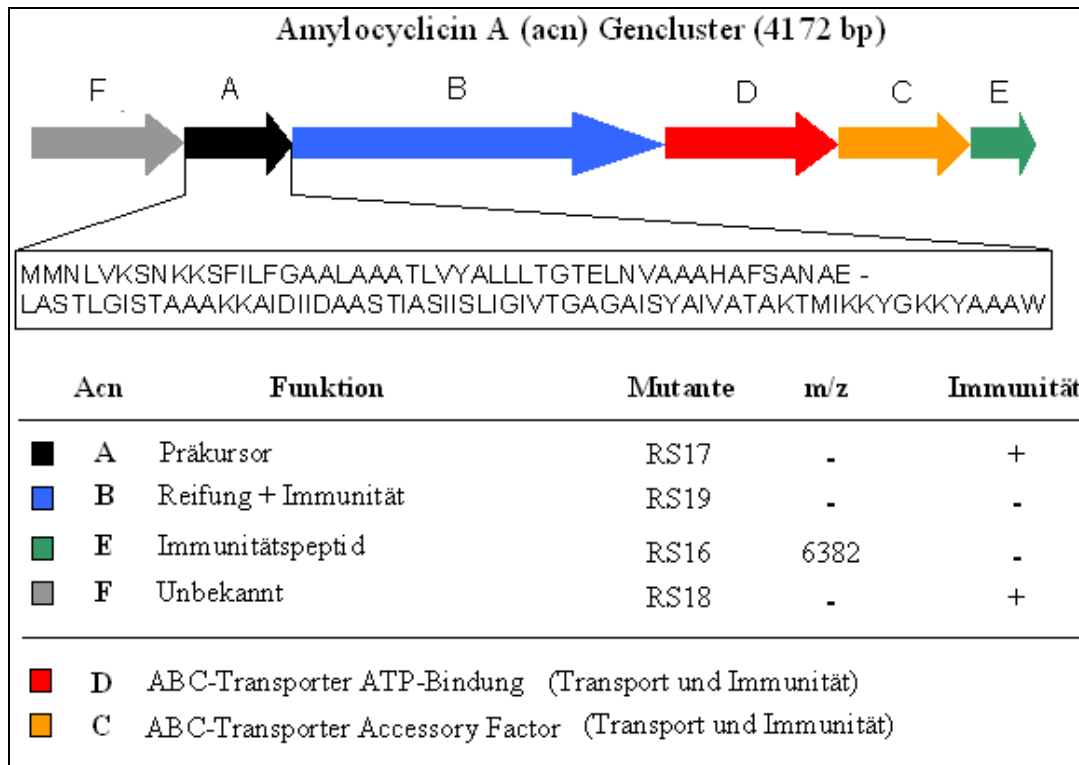 Amylocyclicin A (acn) Gencluster (4172 bp)
F A B D C E
MMNLVKSNKKSFILFGAALAAATLVYALLLTGTELNVAAAHAFSANAE -
LASTLGISTAAAKKAIDIIDAASTIASIISLIGIVTGAGAISYAIVATAKTMIKKYGKKYAAAW
Acn Funktion Mutante m/z Immunität
A Präkursor RS17 - +
B Reifung + Immunität RS19 - -
E Immunitätspeptid RS16 6382 -
F Unbekannt RS18 - +
D ABC-Transporter ATP-Bindung (Transport und Immunität)
C ABC-Transporter Accessory Factor (Transport und Immunität)